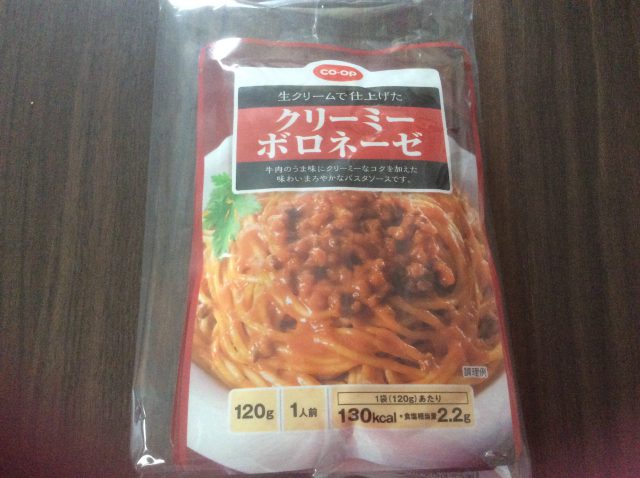 CO·OP
生クリームで仕上げた
クリーミー
ボロネーゼ
牛肉のうま味にクリーミーなコクを加えた
味わいまろやかなパスタソースです。
調理例
120g
1人前
1袋(120g)あたり
130kcal・食塩相当量2.2g